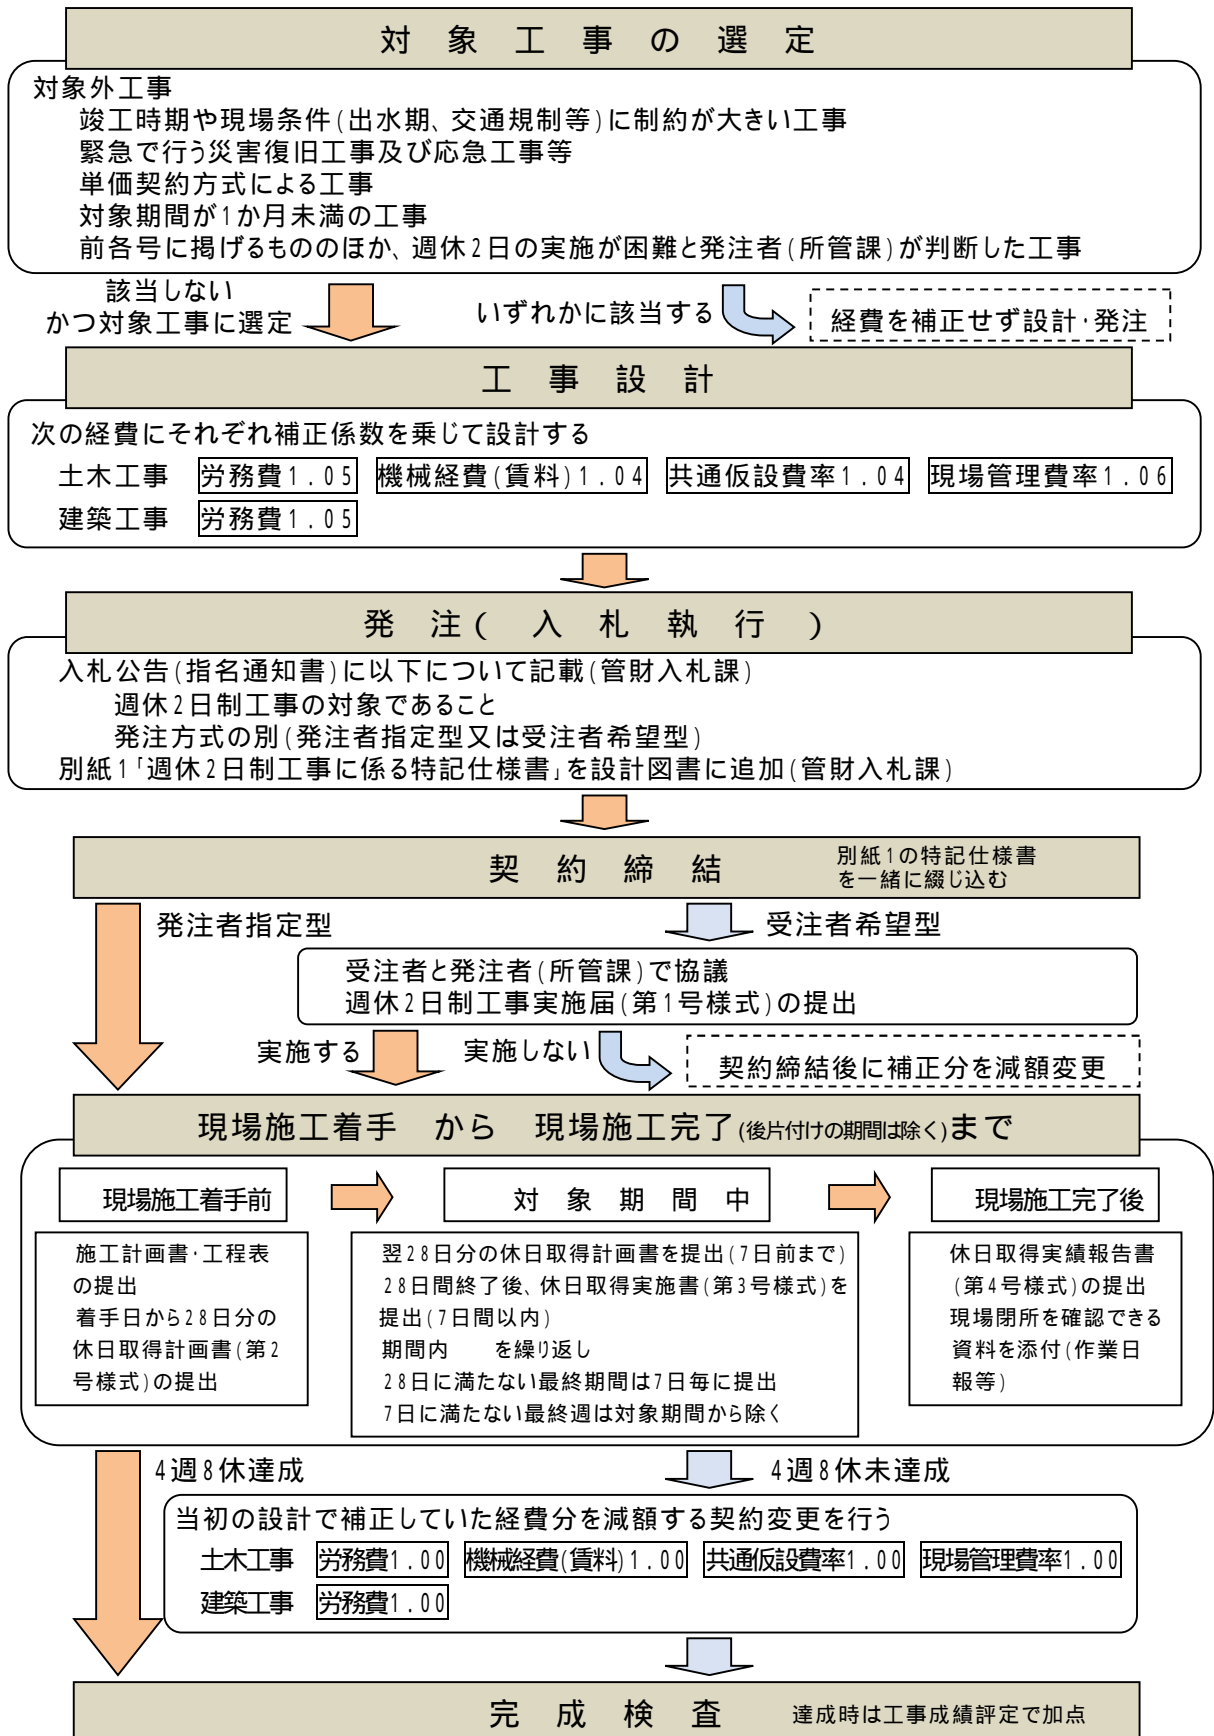 対象工事の選定
対象外工事
竣工時期や現場条件(出水期、交通規制等)に制約が大きい工事
緊急で行う災害復旧工事及び応急工事等
単価契約方式による工事
対象期間が1か月未満の工事
前各号に掲げるもののほか、週休2日の実施が困難と発注者(所管課)が判断した工事
該当しない
かつ対象工事に選定
いずれかに該当する
経費を補正せず設計・発注
工事設計
次の経費にそれぞれ補正係数を乗じて設計する
土木工事 労務費1.05 機械経費(賃料)1.04 共通仮設費率1.04 現場管理費率1.06
建築工事 労務費1.05
発注(入札執行)
入札公告(指名通知書)に以下について記載(管財入札課)
週休2日制工事の対象であること
発注方式の別(発注者指定型又は受注者希望型)
別紙1「週休2日制工事に係る特記仕様書」を設計図書に追加(管財入札課)
契約締結
別紙1の特記仕様書
を一緒に綴じ込む
発注者指定型
受注者希望型
受注者と発注者(所管課)で協議
週休2日制工事実施届(第1号様式)の提出
実施する
実施しない
契約締結後に補正分を減額変更
現場施工着手 から 現場施工完了(後片付けの期間は除く)まで
現場施工着手前
施工計画書・工程表
の提出
着手日から28日分の
休日取得計画書(第2
号様式)の提出
対象期間中
翌28日分の休日取得計画書を提出(7日前まで)
28日間終了後、休日取得実施書(第3号様式)を
提出(7日間以内)
期間内 を繰り返し
28日に満たない最終期間は7日毎に提出
7日に満たない最終週は対象期間から除く
現場施工完了後
休日取得実績報告書
(第4号様式)の提出
現場閉所を確認できる
資料を添付(作業日
報等)
4週8休達成
4週8休未達成
当初の設計で補正していた経費分を減額する契約変更を行う
土木工事 労務費1.00 機械経費(賃料)1.00 共通仮設費率1.00 現場管理費率1.00
建築工事 労務費1.00
完成検査
達成時は工事成績評定で加点